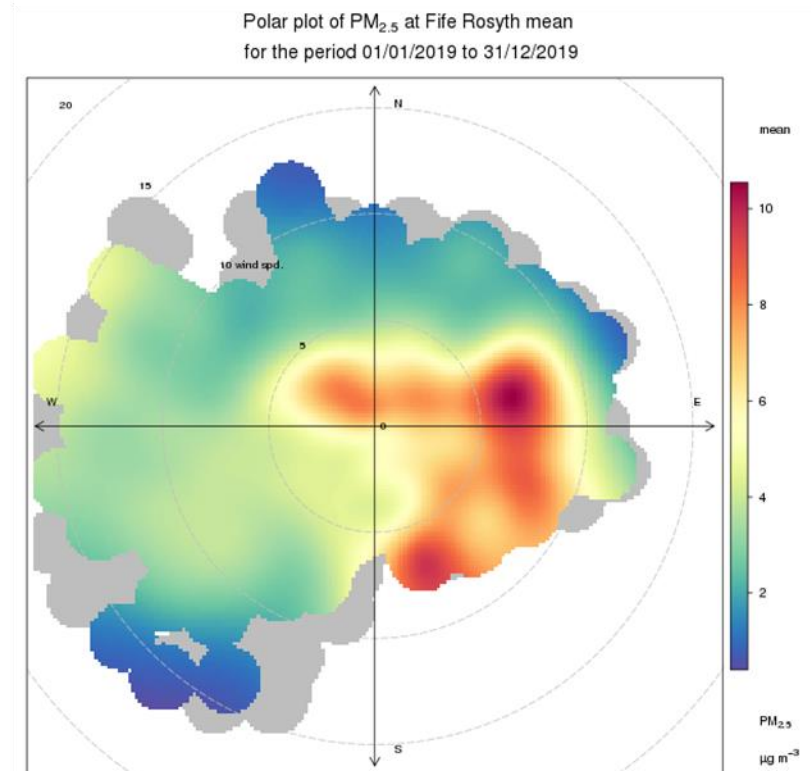 Polar plot of PM2.5 at Fife Rosyth mean
for the period 01/01/2019 to 31/12/2019
20
N
mean
15
10
10 wind spd.
8
5
W
E
6
0
4
2
S
PM2.5
µg m⁻³